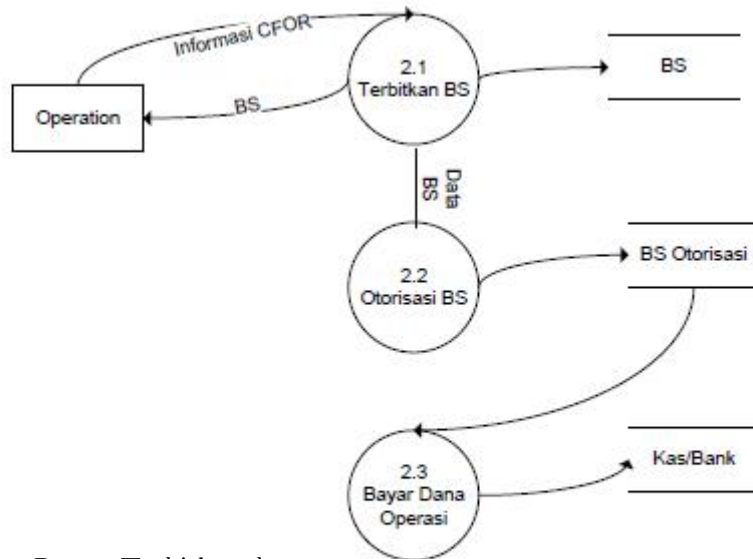 Informasi CFOR
2.1
Terbitkan BS
BS
Operation
BS
Data
BS
2.2
Otorisasi BS
BS Otorisasi
2.3
Bayar Dana
Operasi
Kas/Bank